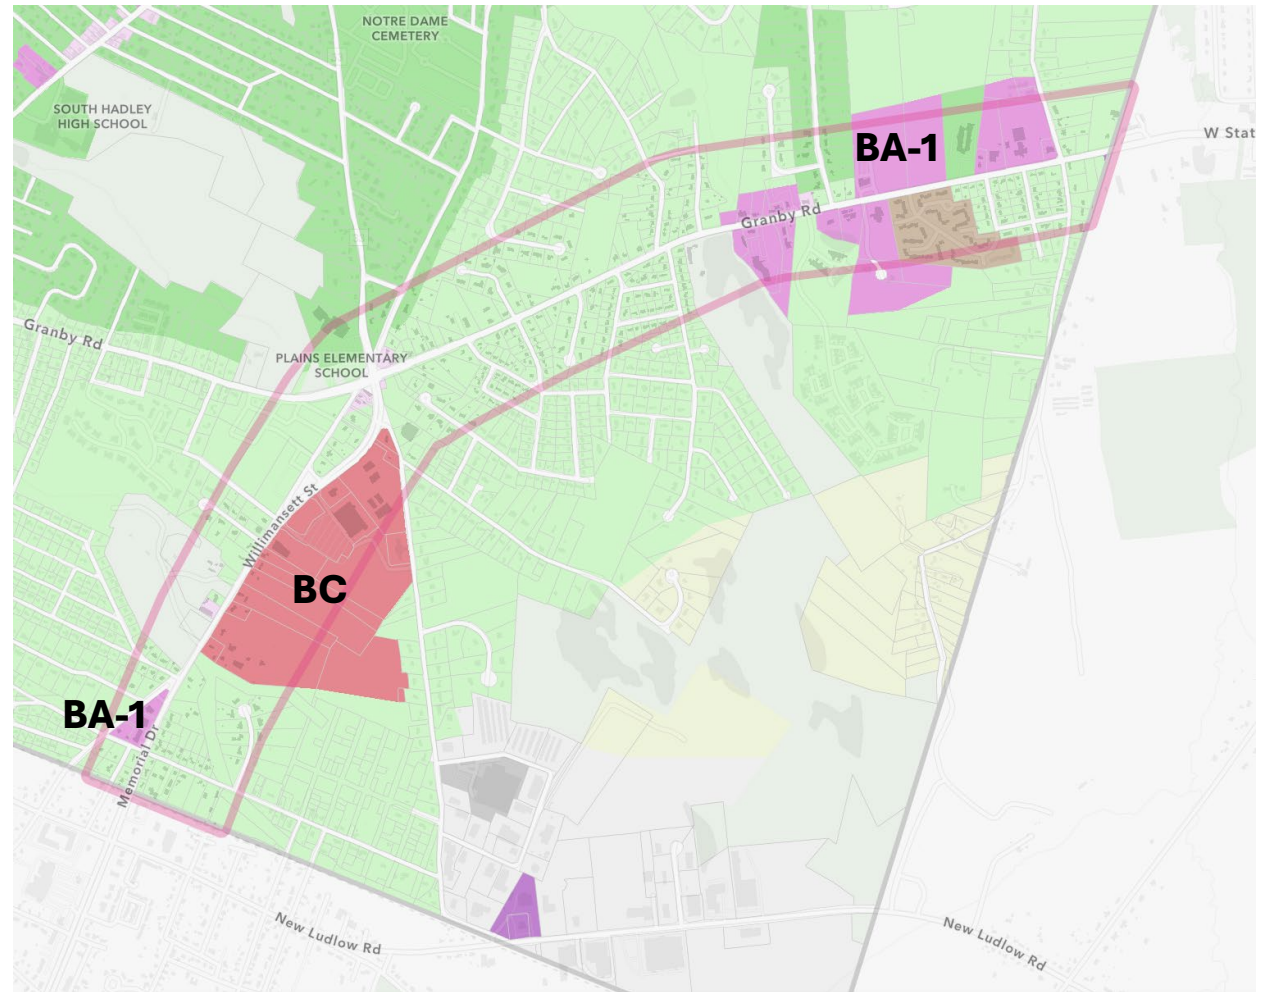 NOTRE DAME
CEMETERY
SOUTH HADLEY
HIGH SCHOOL
W Stat
BA-1
Granby Rd
Granby Rd
PLAINS ELEMENTARY
SCHOOL
Willimansett St
BC
BA-1
Memorial Dr
New Ludlow Rd
New Ludlow Rd